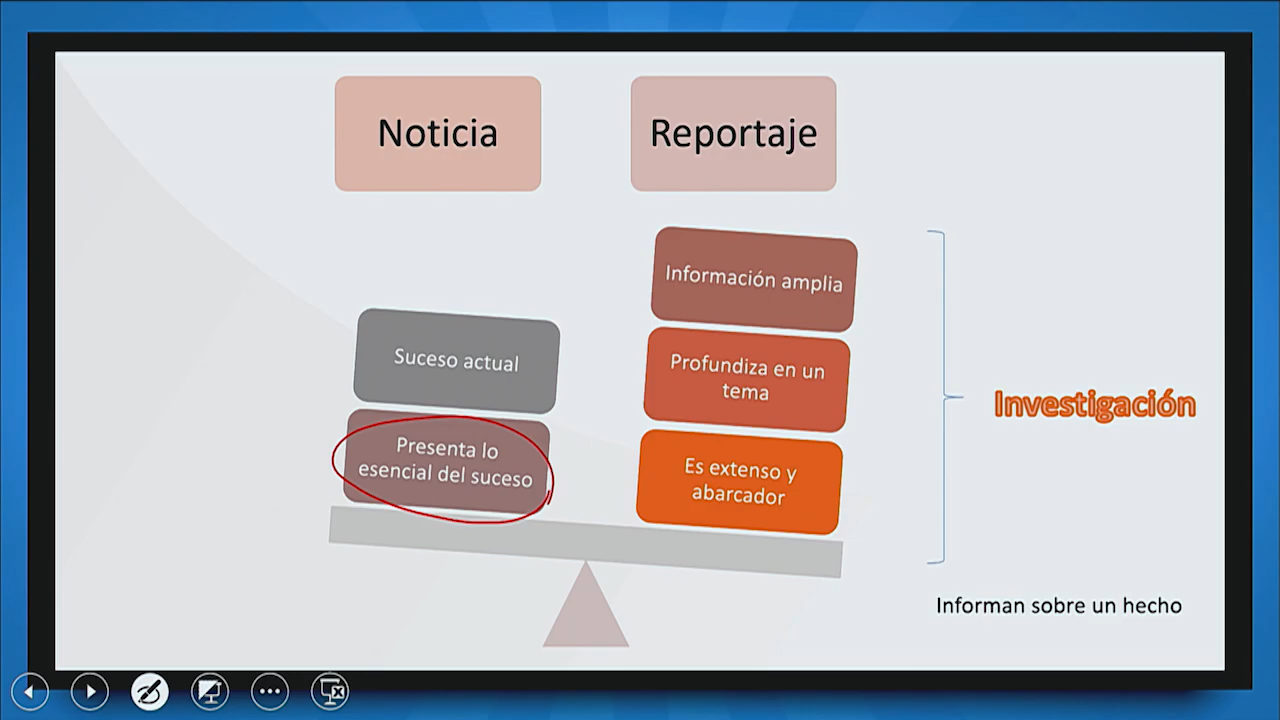 Noticia
Reportaje
Información amplia
Suceso actual
Profundiza en un
tema
Presenta lo
esencial del suceso
Es extenso y
abarcador
Investigación
Informan sobre un hecho